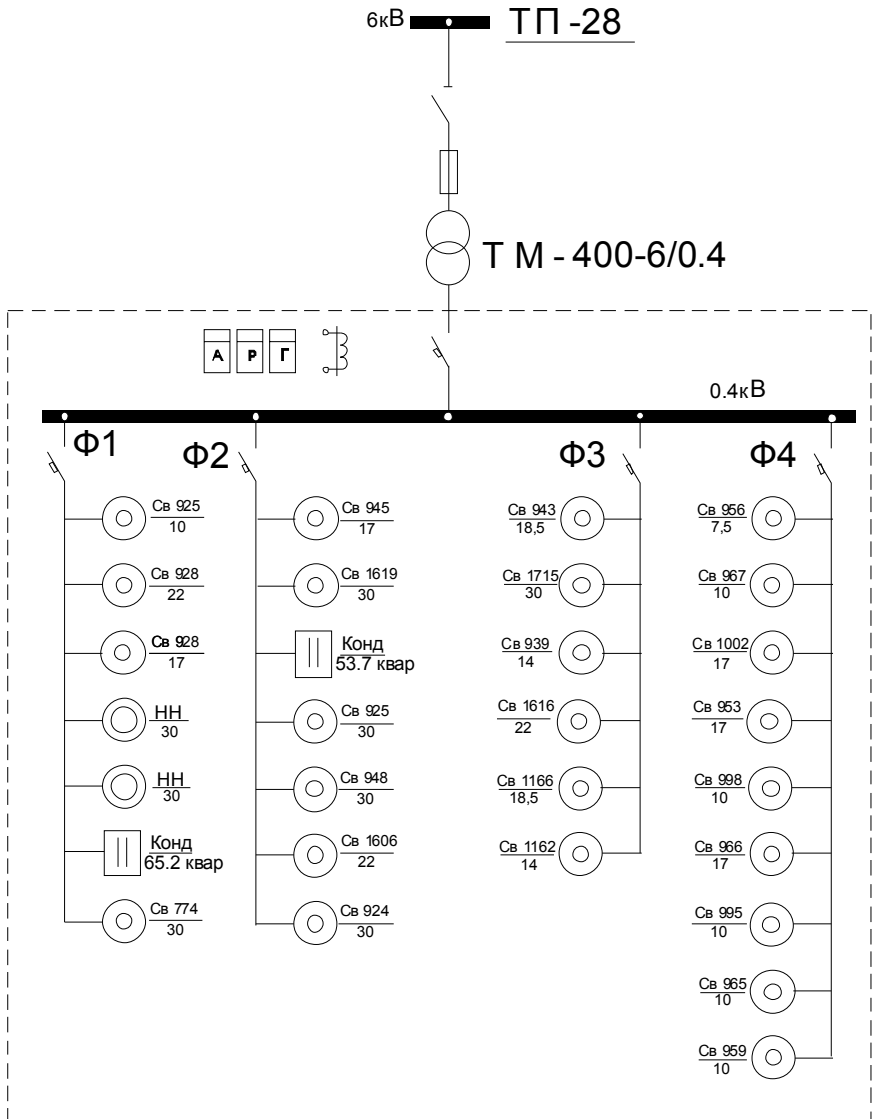 6кВ
ТП -28
Т М - 400-6/0.4
А Р Г
0.4кВ
Ф1
Св 925
10
Св 928
22
Св 928
17
НН
30
НН
30
Конд
65.2 квар
Св 774
30
Ф2
Св 945
17
Св 1619
30
Конд
53.7 квар
Св 925
30
Св 948
30
Св 1606
22
Св 924
30
Ф3
Св 943
18,5
Св 1715
30
Св 939
14
Св 1616
22
Св 1166
18,5
Св 1162
14
Ф4
Св 956
7,5
Св 967
10
Св 1002
17
Св 953
17
Св 998
10
Св 966
17
Св 995
10
Св 965
10
Св 959
10